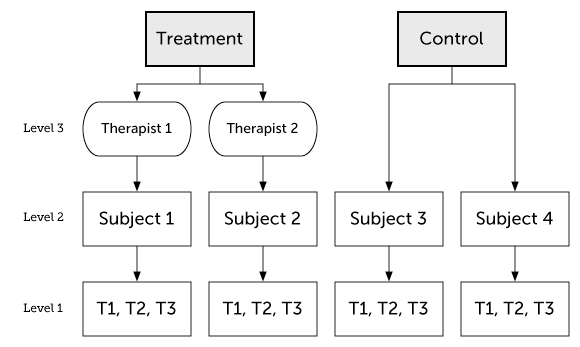 Treatment
Control
Level 3
Therapist 1
Therapist 2
Level 2
Subject 1
Subject 2
Subject 3
Subject 4
Level 1
T1, T2, T3
T1, T2, T3
T1, T2, T3
T1, T2, T3